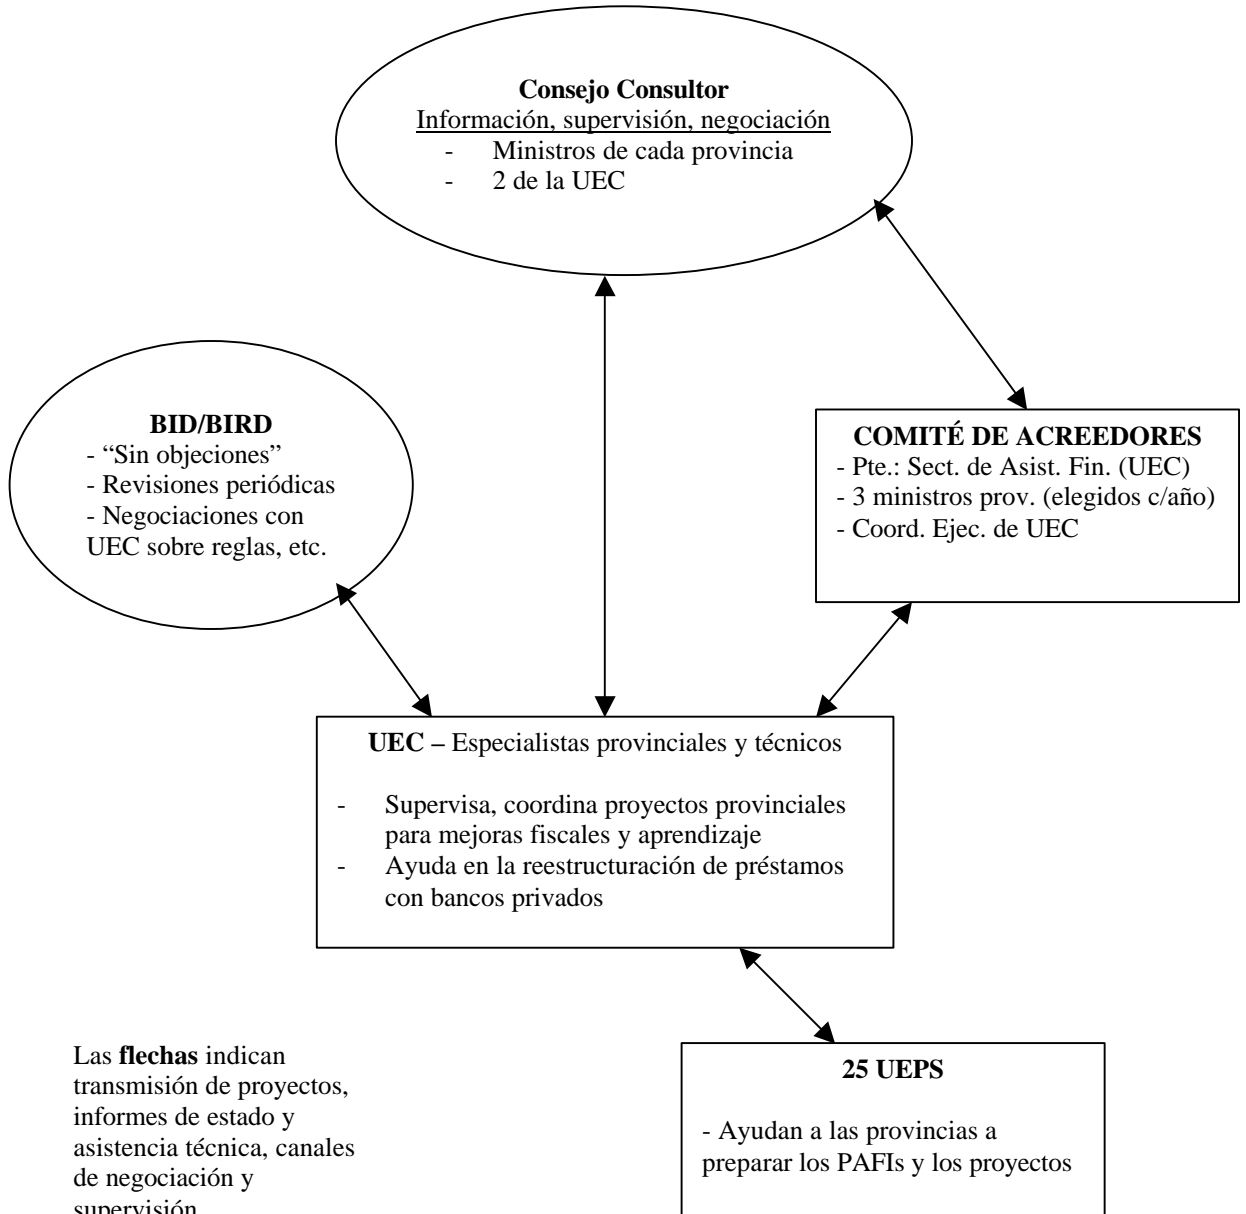 Consejo Consultor
Información, supervisión, negociación
- Ministros de cada provincia
- 2 de la UEC
BID/BIRD
- “Sin objeciones”
- Revisiones periódicas
- Negociaciones con
UEC sobre reglas, etc.
COMITÉ DE ACREEDORES
- Pte.: Sect. de Asist. Fin. (UEC)
- 3 ministros prov. (elegidos c/año)
- Coord. Ejec. de UEC
UEC – Especialistas provinciales y técnicos
- Supervisa, coordina proyectos provinciales
para mejoras fiscales y aprendizaje
- Ayuda en la reestructuración de préstamos
con bancos privados
Las flechas indican
transmisión de proyectos,
informes de estado y
asistencia técnica, canales
de negociación y
supervisión
25 UEPS
- Ayudan a las provincias a
preparar los PAFIs y los proyectos